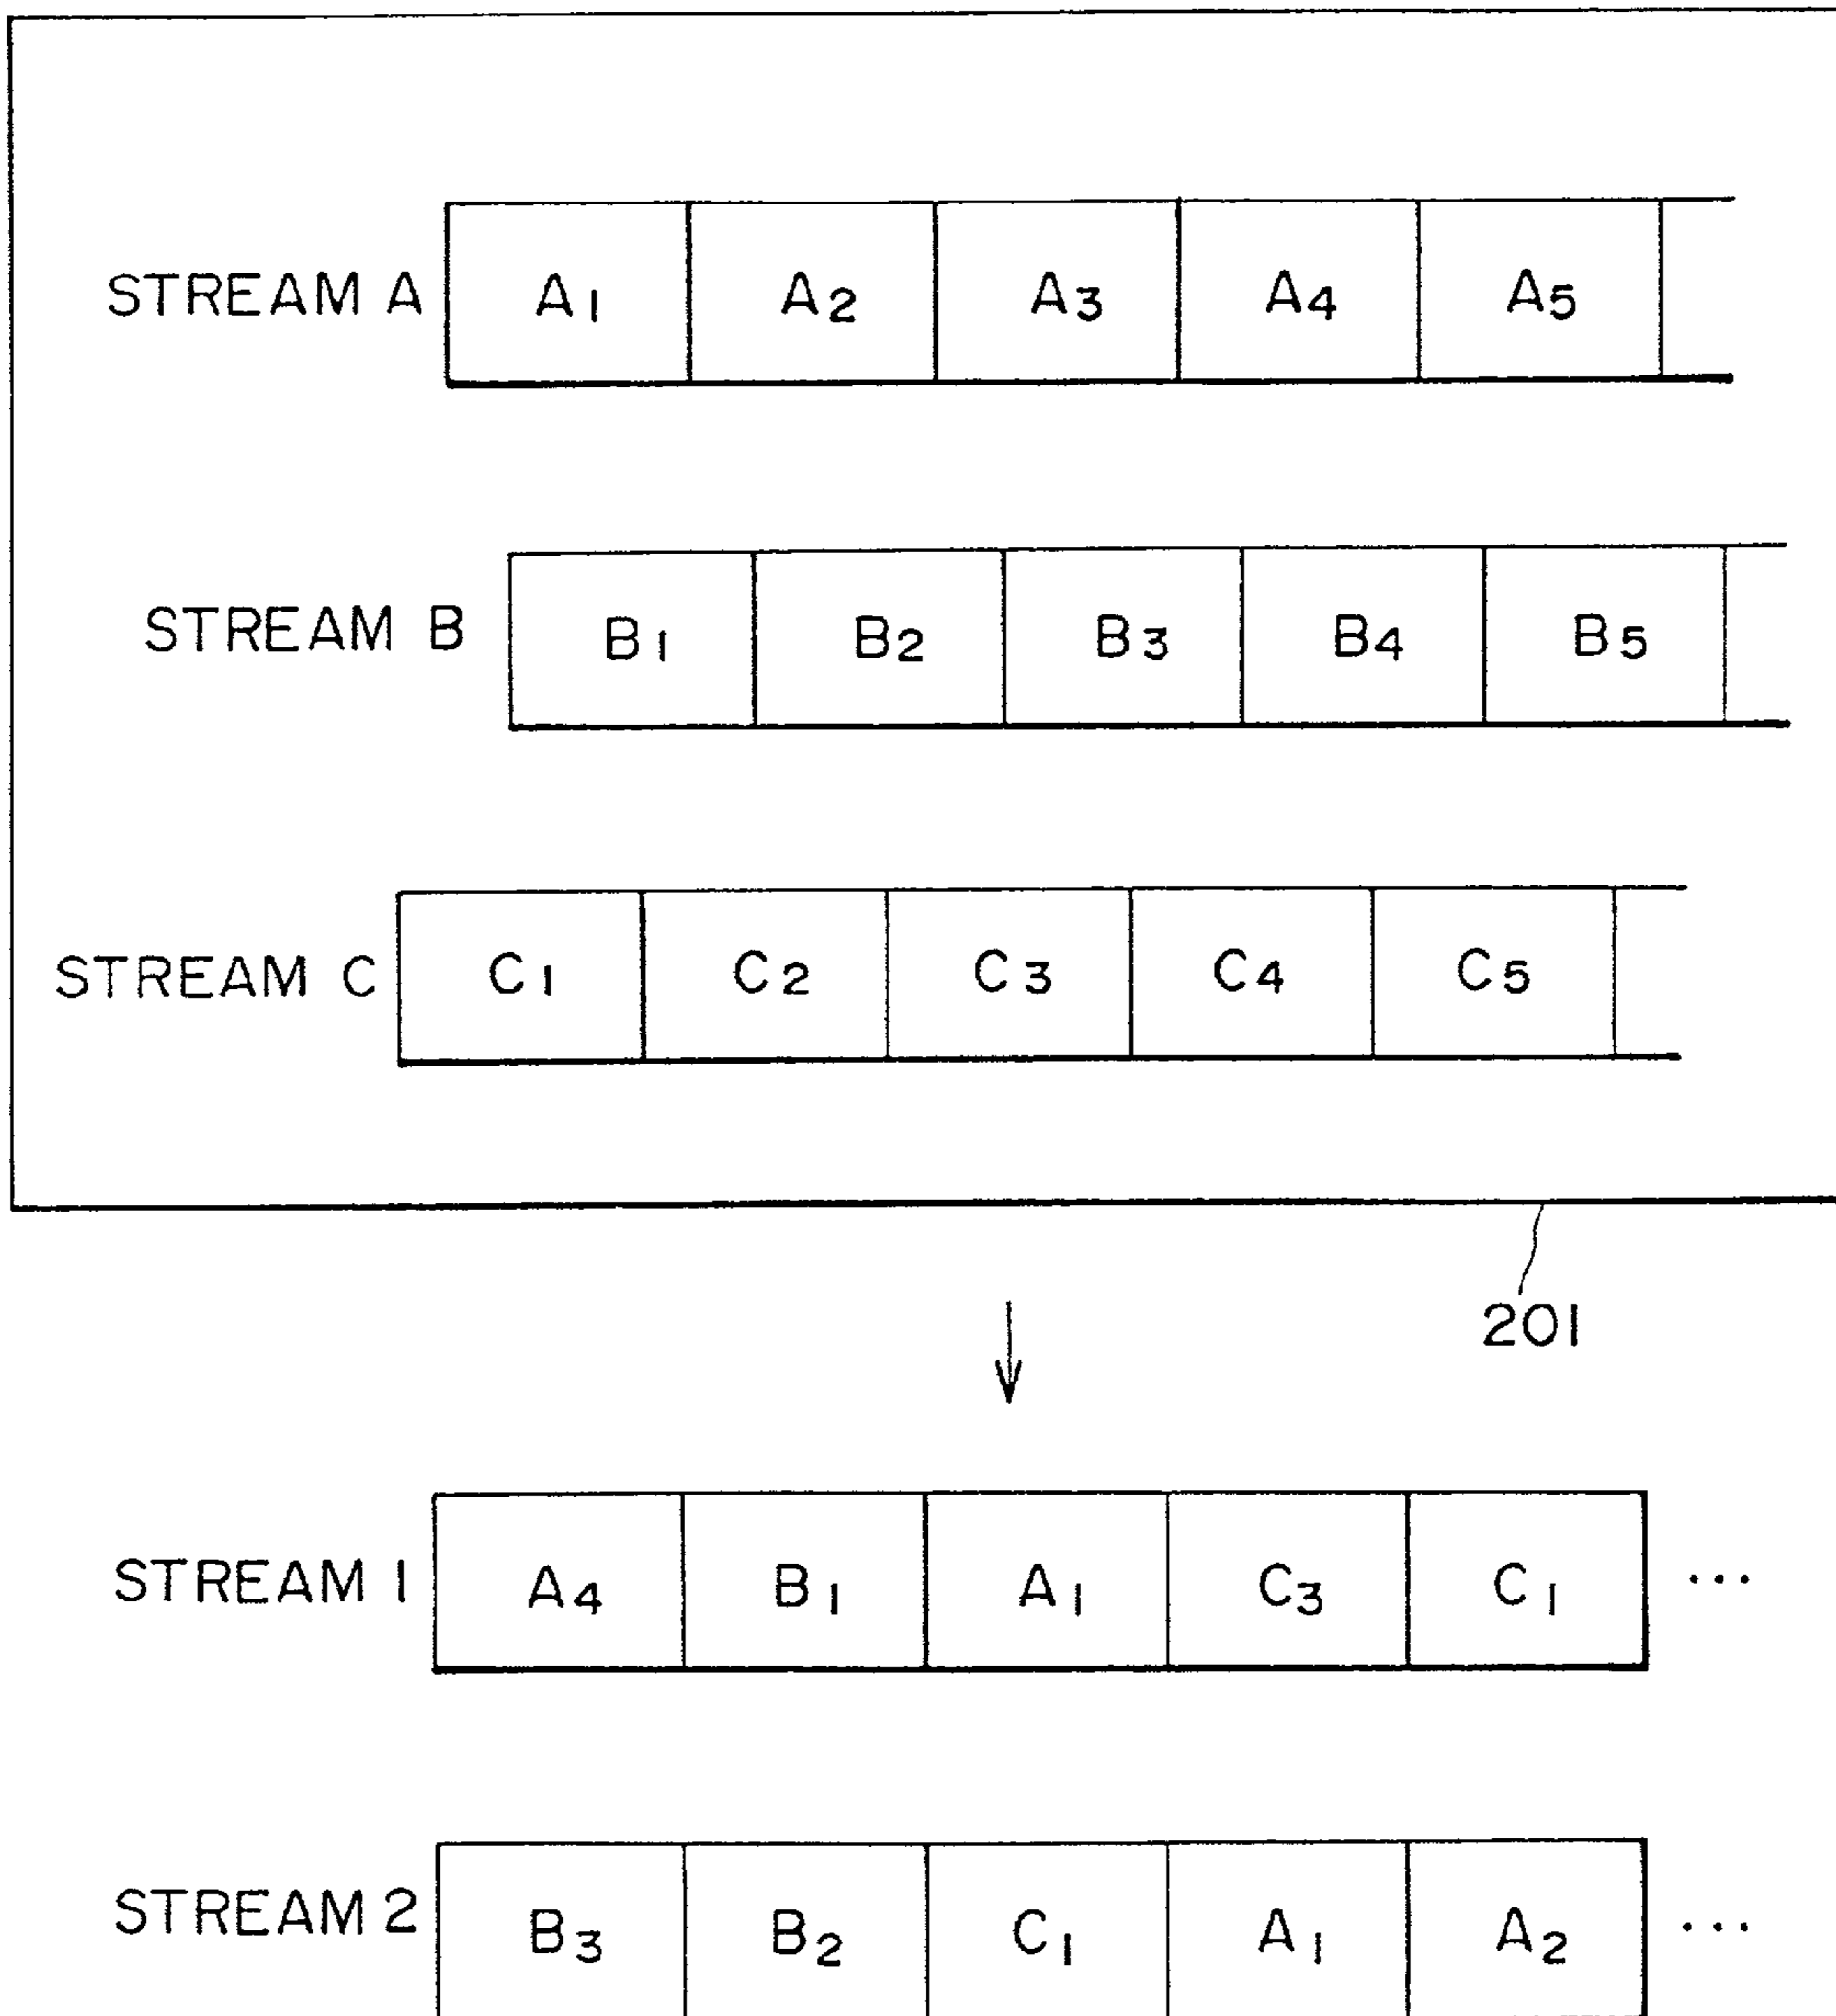 STREAM A A1 A2 A3 A4 A5
STREAM B B1 B2 B3 B4 B5
STREAM C C1 C2 C3 C4 C5
201
STREAM 1 A4 B1 A1 C3 C1 ...
STREAM 2 B3 B2 C1 A1 A2 ...